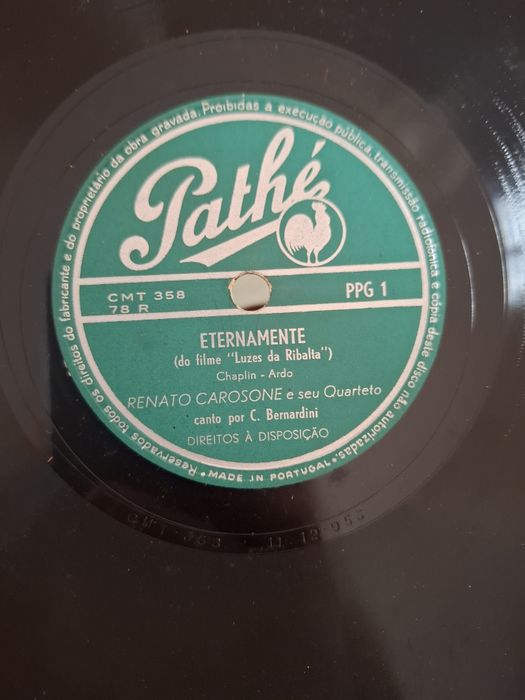 Reservados todos os direitos do fabricante e do proprietário da obra gravada. Proibidas a execução pública, transmissão radiofónica e cópia deste disco não autorizadas.
Pathé
CMT 358
78 R
PPG 1
ETERNAMENTE
(do filme "Luzes da Ribalta")
Chaplin - Ardo
RENATO CAROSONE e seu Quarteto
canto por C. Bernardini
DIREITOS À DISPOSIÇÃO
• MADE IN PORTUGAL •
CMT 358